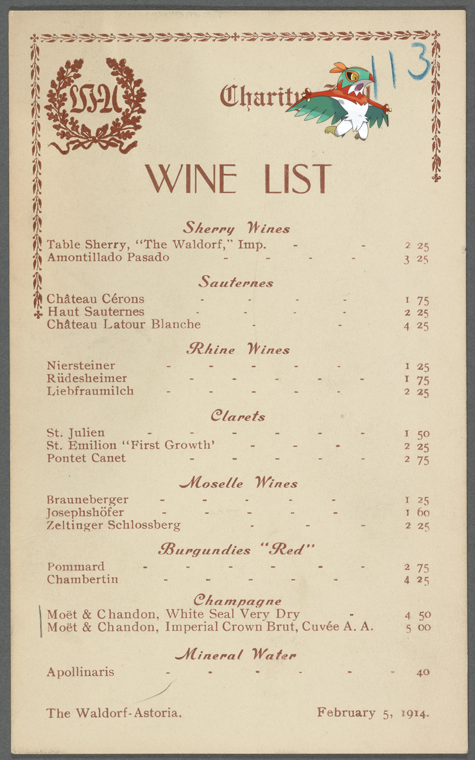 113
Charity
WINE LIST
Sherry Wines
Table Sherry, "The Waldorf," Imp. - - 2 25
Amontillado Pasado - - - - 3 25
Sauternes
Château Cérons - - - - 1 75
Haut Sauternes - - - - 2 25
Château Latour Blanche - - 4 25
Rhine Wines
Niersteiner - - - - - - 1 25
Rüdesheimer - - - - - - 1 75
Liebfraumilch - - - - - - 2 25
Clarets
St. Julien - - - - - - 1 50
St. Emilion "First Growth' - - - - 2 25
Pontet Canet - - - - - - 2 75
Moselle Wines
Brauneberger - - - - - - 1 25
Josephshöfer - - - - - - 1 60
Zeltinger Schlossberg - - - 2 25
Burgundies "Red"
Pommard - - - - - - 2 75
Chambertin - - - - - - 4 25
Champagne
Moët & Chandon, White Seal Very Dry - 4 50
Moët & Chandon, Imperial Crown Brut, Cuvée A. A. 5 00
Mineral Water
Apollinaris - - - - - - 40
The Waldorf-Astoria. February 5, 1914.